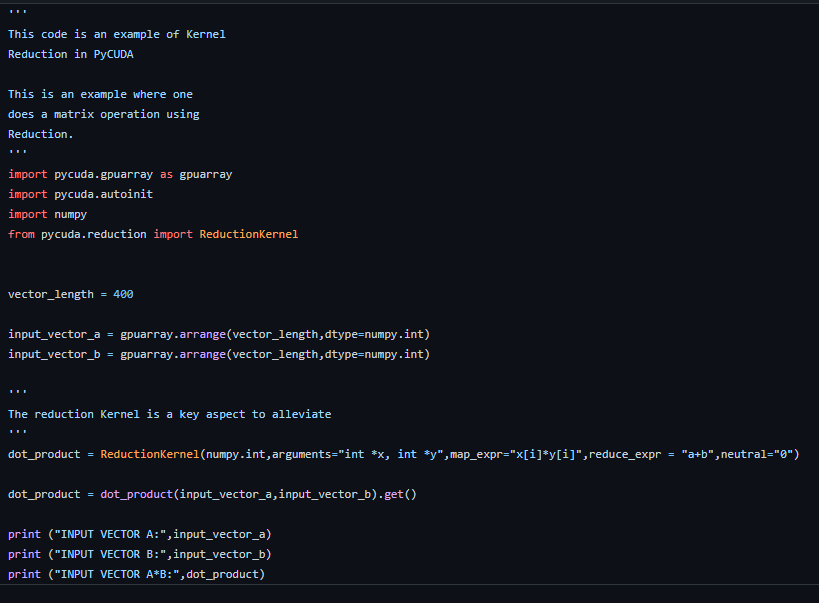 '''
This code is an example of Kernel
Reduction in PyCUDA
This is an example where one
does a matrix operation using
Reduction.
'''
import pycuda.gpuarray as gpuarray
import pycuda.autoinit
import numpy
from pycuda.reduction import ReductionKernel
vector_length = 400
input_vector_a = gpuarray.arrange(vector_length,dtype=numpy.int)
input_vector_b = gpuarray.arrange(vector_length,dtype=numpy.int)
'''
The reduction Kernel is a key aspect to alleviate
'''
dot_product = ReductionKernel(numpy.int,arguments="int *x, int *y",map_expr="x[i]*y[i]",reduce_expr = "a+b",neutral="0")
dot_product = dot_product(input_vector_a,input_vector_b).get()
print ("INPUT VECTOR A:",input_vector_a)
print ("INPUT VECTOR B:",input_vector_b)
print ("INPUT VECTOR A*B:",dot_product)